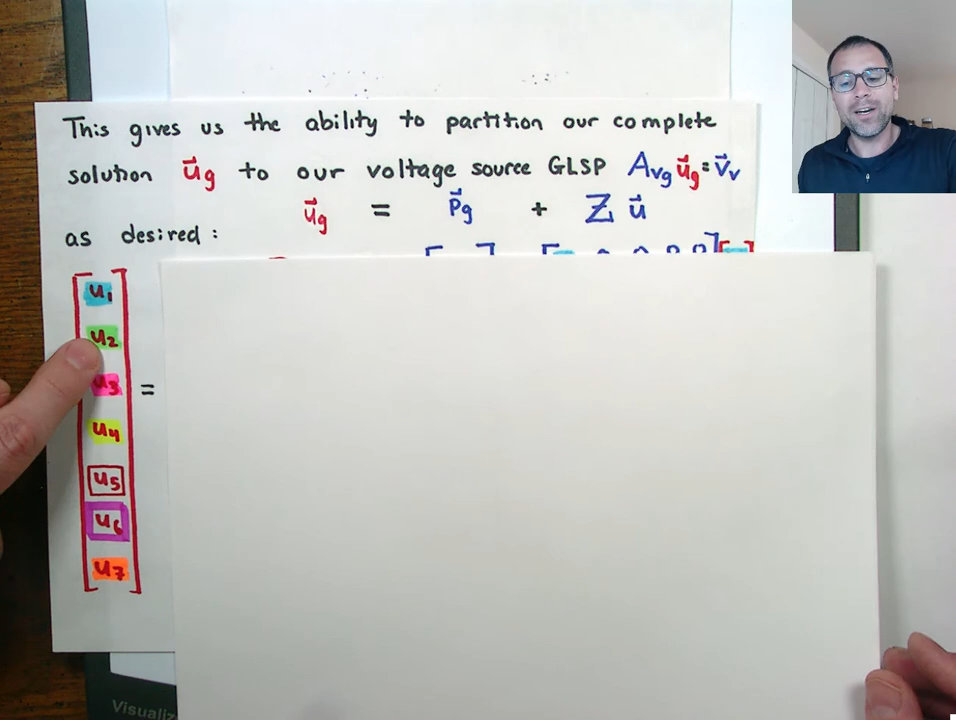 This gives us the ability to partition our complete
solution u⃗g to our voltage source GLSP Avg u⃗g = v⃗v
u⃗g = p⃗g + Z u⃗
as desired:
u1
u2
u3
=
u4
u5
u6
u7
Visualiz